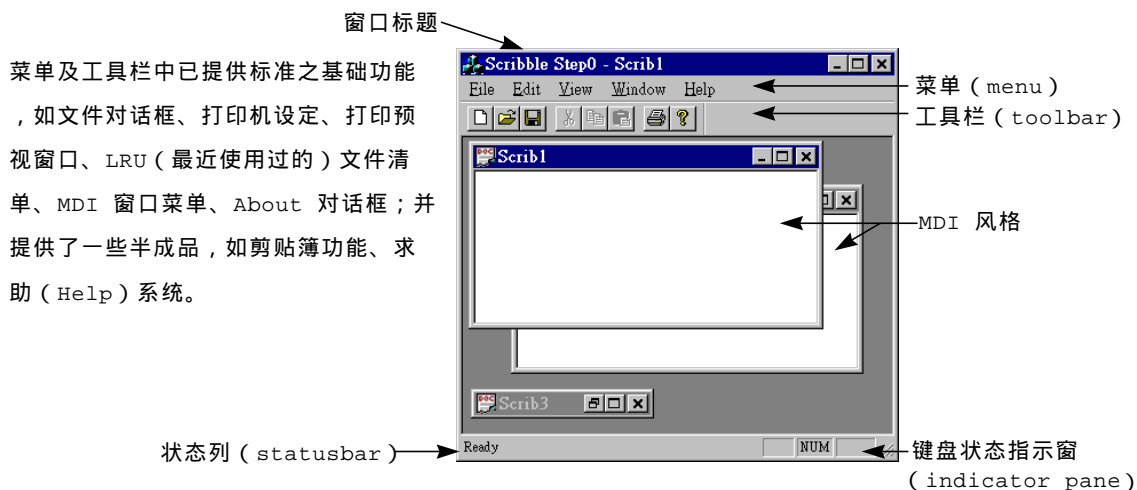 窗口标题
菜单及工具栏中已提供标准之基础功能
，如文件对话框、打印机设定、打印预
视窗口、LRU（最近使用过的）文件清
单、MDI 窗口菜单、About 对话框；并
提供了一些半成品，如剪贴簿功能、求
助（Help）系统。
Scribble Step0 - Scrib1
File Edit View Window Help
菜单（menu）
工具栏（toolbar）
Scrib1
MDI 风格
Scrib3
状态列（statusbar）
Ready
NUM
键盘状态指示窗
（indicator pane）